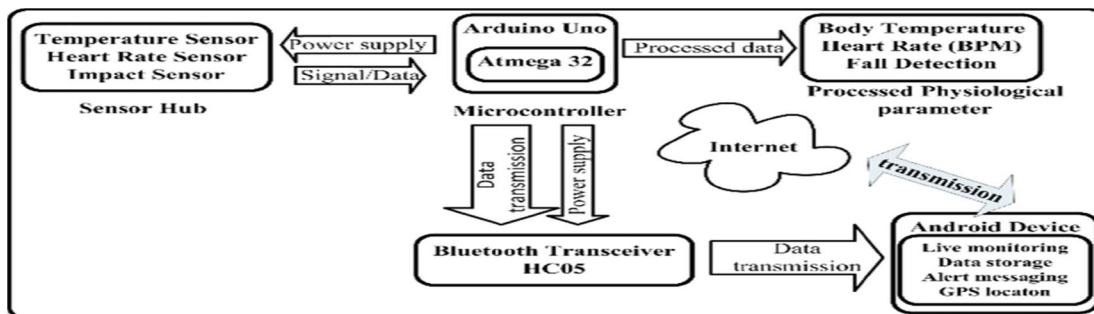 Temperature Sensor
Heart Rate Sensor
Impact Sensor
Sensor Hub
Power supply
Signal/Data
Arduino Uno
Atmega 32
Microcontroller
Processed data
Body Temperature
Heart Rate (BPM)
Fall Detection
Processed Physiological
parameter
Data
transmission
Power supply
Internet
transmission
Bluetooth Transceiver
HC05
Data
transmission
Android Device
Live monitoring
Data storage
Alert messaging
GPS locaton